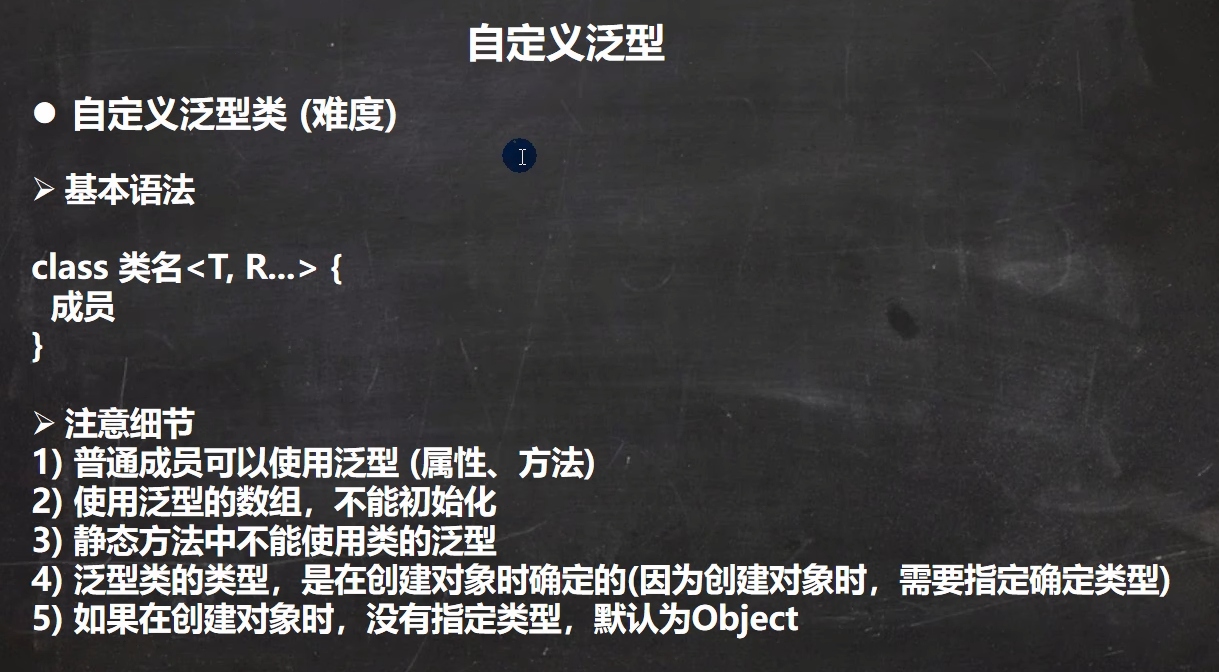 自定义泛型
● 自定义泛型类 (难度)
➢ 基本语法
class 类名<T, R...> {
成员
}
➢ 注意细节
1) 普通成员可以使用泛型 (属性、方法)
2) 使用泛型的数组，不能初始化
3) 静态方法中不能使用类的泛型
4) 泛型类的类型，是在创建对象时确定的(因为创建对象时，需要指定确定类型)
5) 如果在创建对象时，没有指定类型，默认为Object